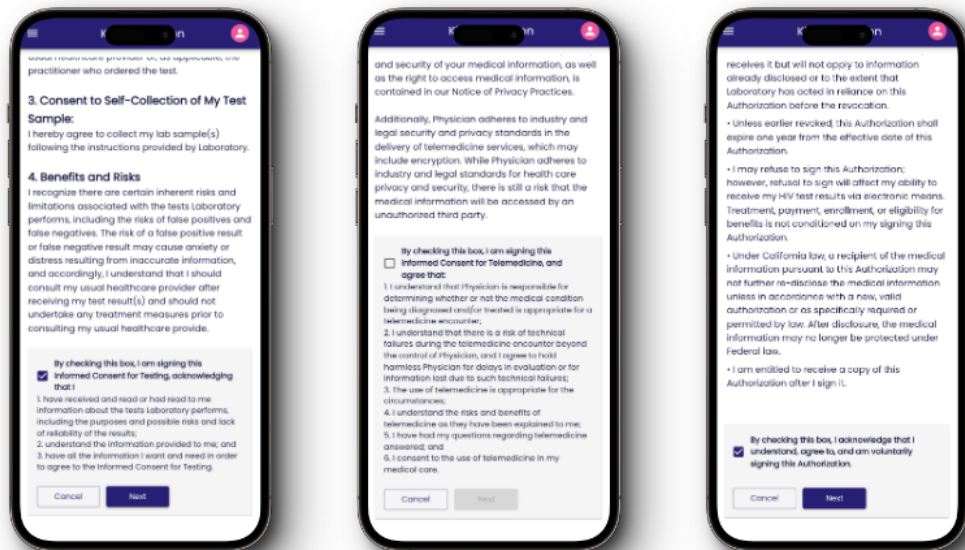 K
n
practitioner who ordered the test.
3. Consent to Self-Collection of My Test
Sample:
I hereby agree to collect my lab sample(s)
following the instructions provided by Laboratory.
4. Benefits and Risks
I recognize there are certain inherent risks and
limitations associated with the tests Laboratory
performs, including the risks of false positives and
false negatives. The risk of a false positive result
or false negative result may cause anxiety or
distress resulting from inaccurate information,
and accordingly, I understand that I should
consult my usual healthcare provider after
receiving my test result(s) and should not
undertake any treatment measures prior to
consulting my usual healthcare provide.
By checking this box, I am signing this
Informed Consent for Testing, acknowledging
that I
1. have received and read or had read to me
information about the tests Laboratory performs,
including the purposes and possible risks and lack
of reliability of the results;
2. understand the information provided to me; and
3. have all the information I want and need in order
to agree to the Informed Consent for Testing.
Cancel
Next
K
n
and security of your medical information, as well
as the right to access medical information, is
contained in our Notice of Privacy Practices.
Additionally, Physician adheres to industry and
legal security and privacy standards in the
delivery of telemedicine services, which may
include encryption. While Physician adheres to
industry and legal standards for health care
privacy and security, there is still a risk that the
medical information will be accessed by an
unauthorized third party.
By checking this box, I am signing this
Informed Consent for Telemedicine, and
agree that:
1. I understand that Physician is responsible for
determining whether or not the medical condition
being diagnosed and/or treated is appropriate for a
telemedicine encounter;
2. I understand that there is a risk of technical
failures during the telemedicine encounter beyond
the control of Physician, and I agree to hold
harmless Physician for delays in evaluation or for
information lost due to such technical failures;
3. The use of telemedicine is appropriate for the
circumstances;
4. I understand the risks and benefits of
telemedicine as they have been explained to me;
5. I have had my questions regarding telemedicine
answered; and
6. I consent to the use of telemedicine in my
medical care.
Cancel
Next
K
n
receives it but will not apply to information
already disclosed or to the extent that
Laboratory has acted in reliance on this
Authorization before the revocation.
• Unless earlier revoked, this Authorization shall
expire one year from the effective date of this
Authorization.
• I may refuse to sign this Authorization;
however, refusal to sign will affect my ability to
receive my HIV test results via electronic means.
Treatment, payment, enrollment, or eligibility for
benefits is not conditioned on my signing this
Authorization.
• Under California law, a recipient of the medical
information pursuant to this Authorization may
not further re-disclose the medical information
unless in accordance with a new, valid
authorization or as specifically required or
permitted by law. After disclosure, the medical
information may no longer be protected under
Federal law.
• I am entitled to receive a copy of this
Authorization after I sign it.
By checking this box, I acknowledge that I
understand, agree to, and am voluntarily
signing this Authorization.
Cancel
Next